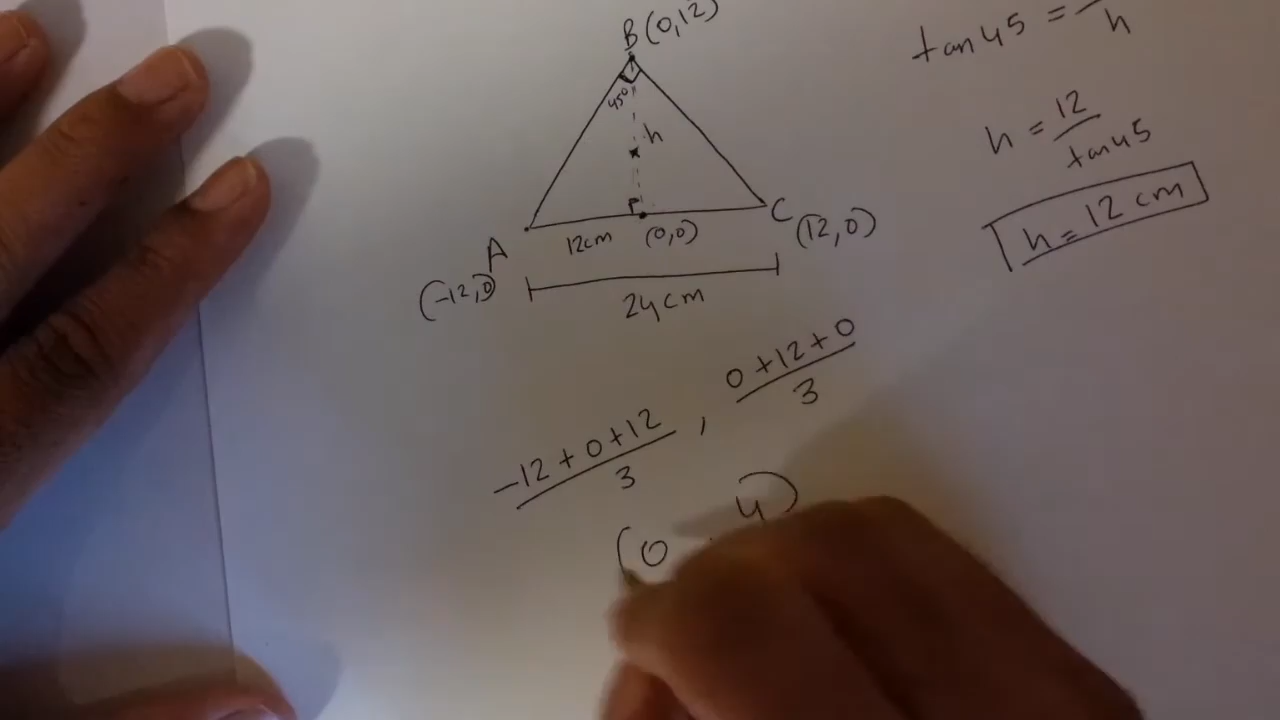 B(0,12)
45°
h
A
12cm
(0,0)
C
(12,0)
(-12,0)
24cm
tan45 = /h
h = 12/tan45
h = 12 cm
-12+0+12/3 , 0+12+0/3
(0, 4)